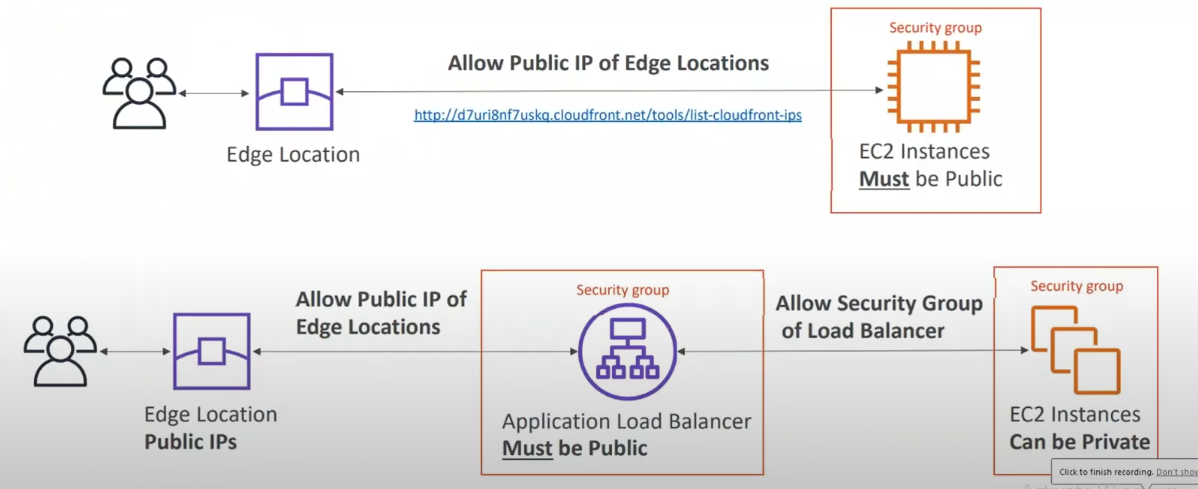 Security group
Allow Public IP of Edge Locations
http://d7uri8nf7uskq.cloudfront.net/tools/list-cloudfront-ips
Edge Location
EC2 Instances
Must be Public
Allow Public IP of
Edge Locations
Security group
Allow Security Group
of Load Balancer
Security group
Edge Location
Public IPs
Application Load Balancer
Must be Public
EC2 Instances
Can be Private
Click to finish recording. Don't show